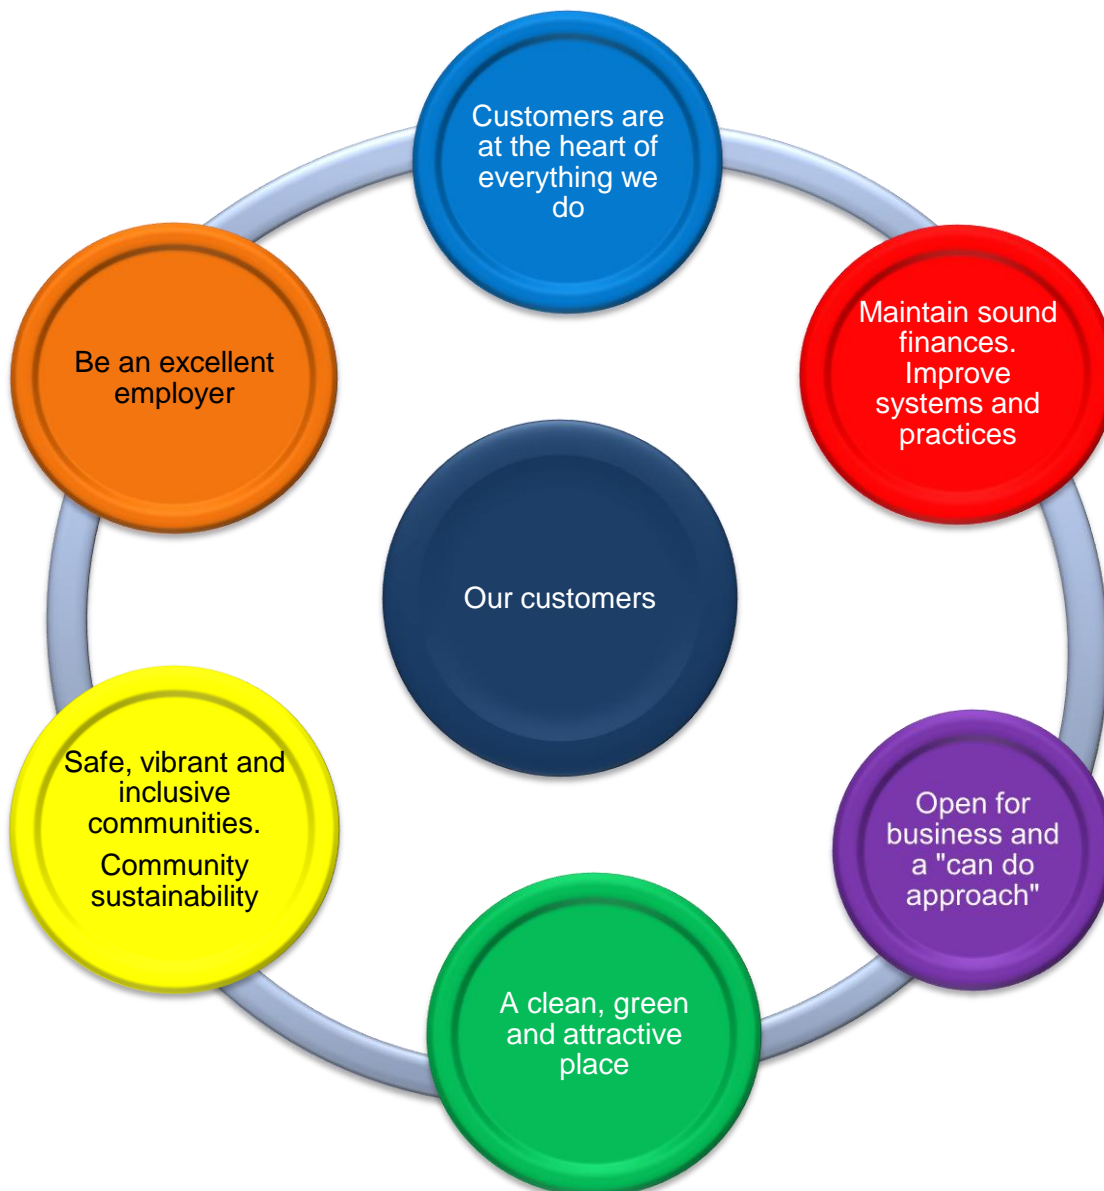 Customers are
at the heart of
everything we
do
Maintain sound
finances.
Improve
systems and
practices
Be an excellent
employer
Our customers
Safe, vibrant and
inclusive
communities.
Community
sustainability
Open for
business and
a "can do
approach"
A clean, green
and attractive
place